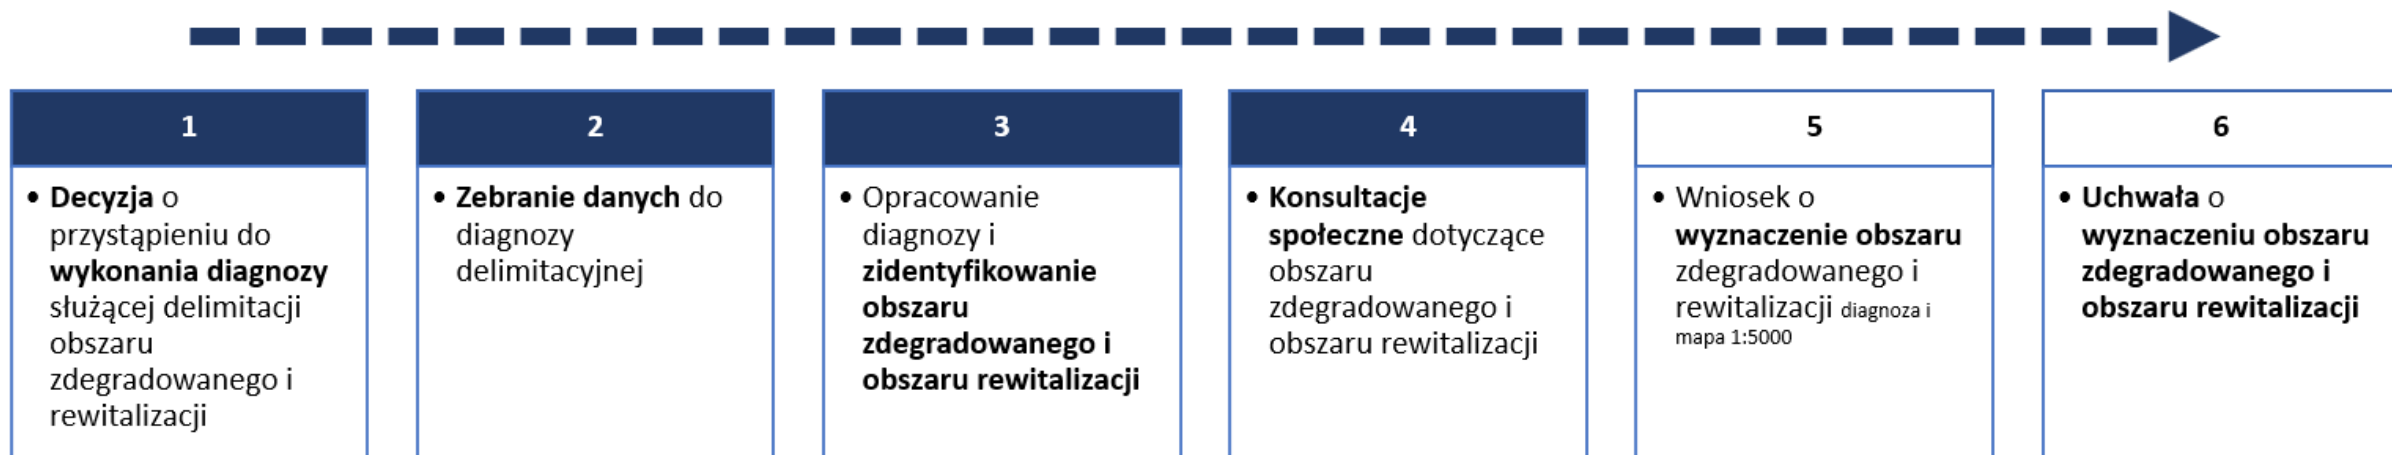 1
• Decyzja o
przystąpieniu do
wykonania diagnozy
służącej delimitacji
obszaru
zdegradowanego i
rewitalizacji
2
• Zebranie danych do
diagnozy
delimitacyjnej
3
• Opracowanie
diagnozy i
zidentyfikowanie
obszaru
zdegradowanego i
obszaru rewitalizacji
4
• Konsultacje
społeczne dotyczące
obszaru
zdegradowanego i
obszaru rewitalizacji
5
• Wniosek o
wyznaczenie obszaru
zdegradowanego i
rewitalizacji diagnoza i
mapa 1:5000
6
• Uchwała o
wyznaczeniu obszaru
zdegradowanego i
obszaru rewitalizacji